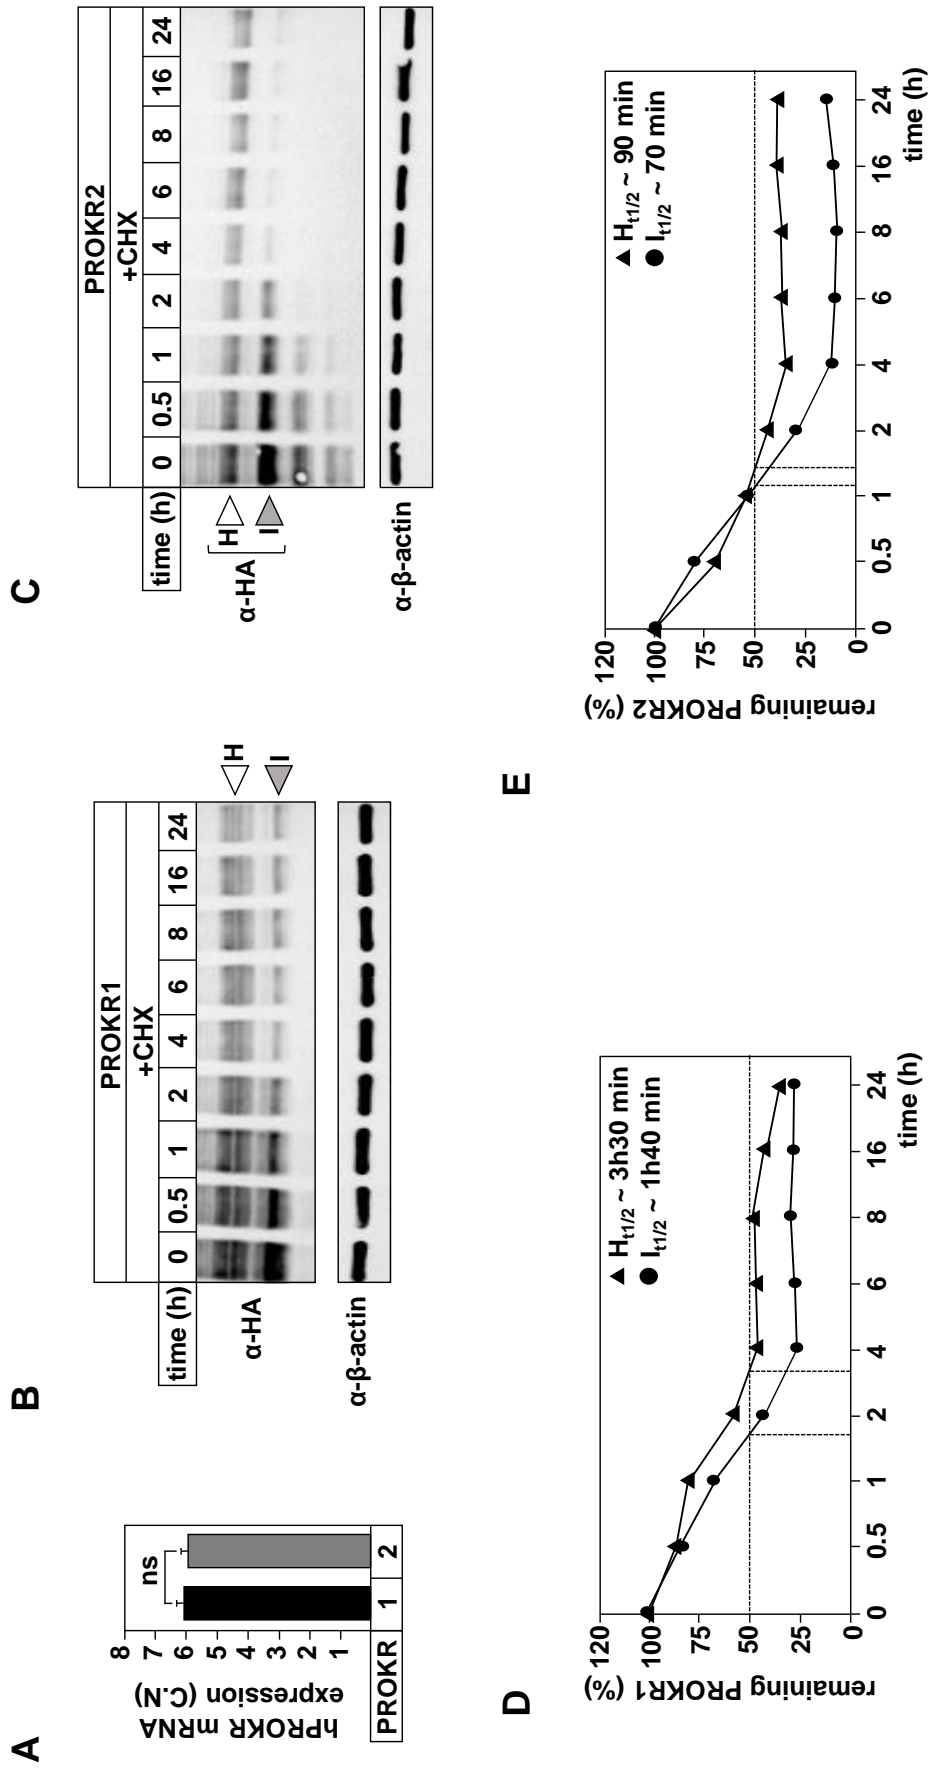 A
hPROKR mRNA
expression (C.N)
8
7
6
5
4
3
2
1
ns
PROKR 1 2
B
PROKR1
+CHX
time (h) 0 0.5 1 2 4 6 8 16 24
α-HA
H
I
α-β-actin
C
PROKR2
+CHX
time (h) 0 0.5 1 2 4 6 8 16 24
α-HA
H
I
α-β-actin
D
remaining PROKR1 (%)
120
100
75
50
25
0
H t1/2 ~ 3h30 min
I t1/2 ~ 1h40 min
0 0.5 1 2 4 6 8 16 24
time (h)
E
remaining PROKR2 (%)
120
100
75
50
25
0
H t1/2 ~ 90 min
I t1/2 ~ 70 min
0 0.5 1 2 4 6 8 16 24
time (h)